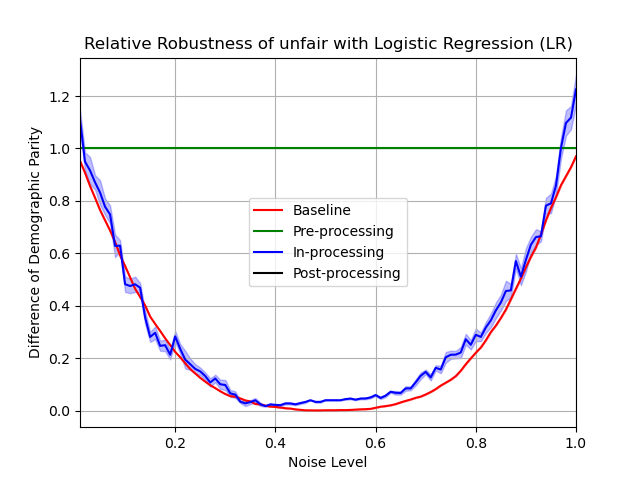 Relative Robustness of unfair with Logistic Regression (LR)
Difference of Demographic Parity
1.2
1.0
0.8
0.6
0.4
0.2
0.0
Baseline
Pre-processing
In-processing
Post-processing
0.2 0.4 0.6 0.8 1.0
Noise Level